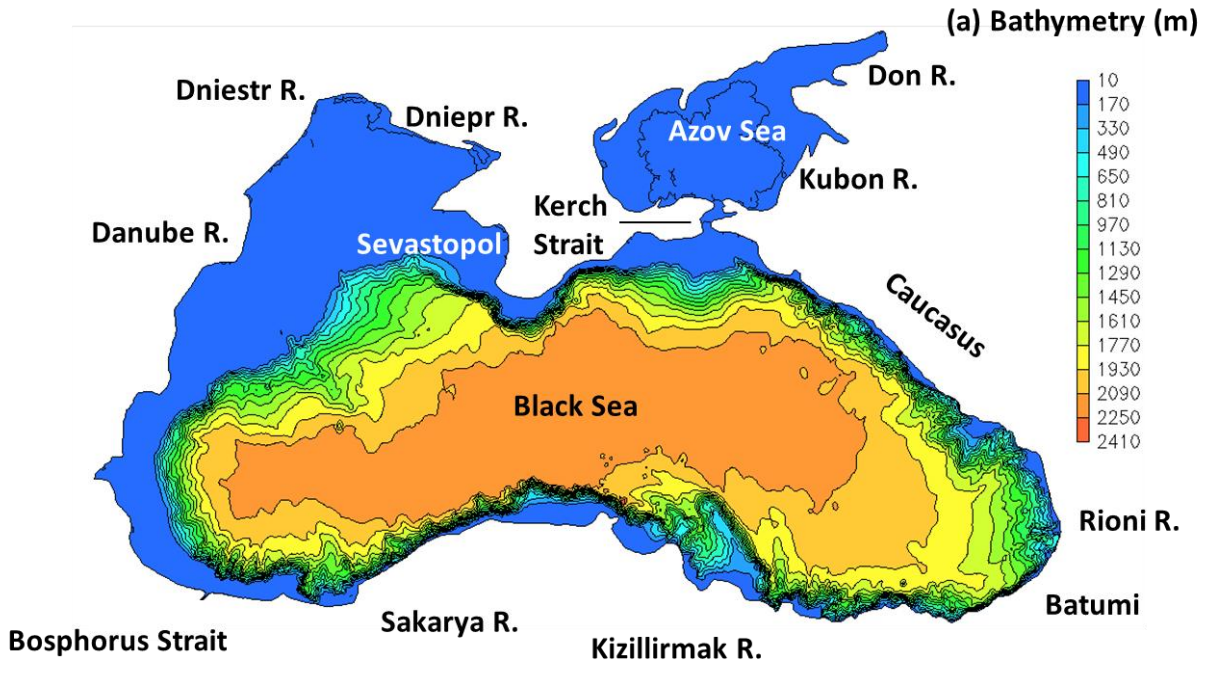 (a) Bathymetry (m)
Don R.
Dniestr R.
Dniepr R.
Azov Sea
Kubon R.
Kerch
Strait
Danube R.
Sevastopol
Caucasus
Black Sea
Rioni R.
Batumi
Sakarya R.
Bosphorus Strait
Kizillirmak R.
10
170
330
490
650
810
970
1130
1290
1450
1610
1770
1930
2090
2250
2410